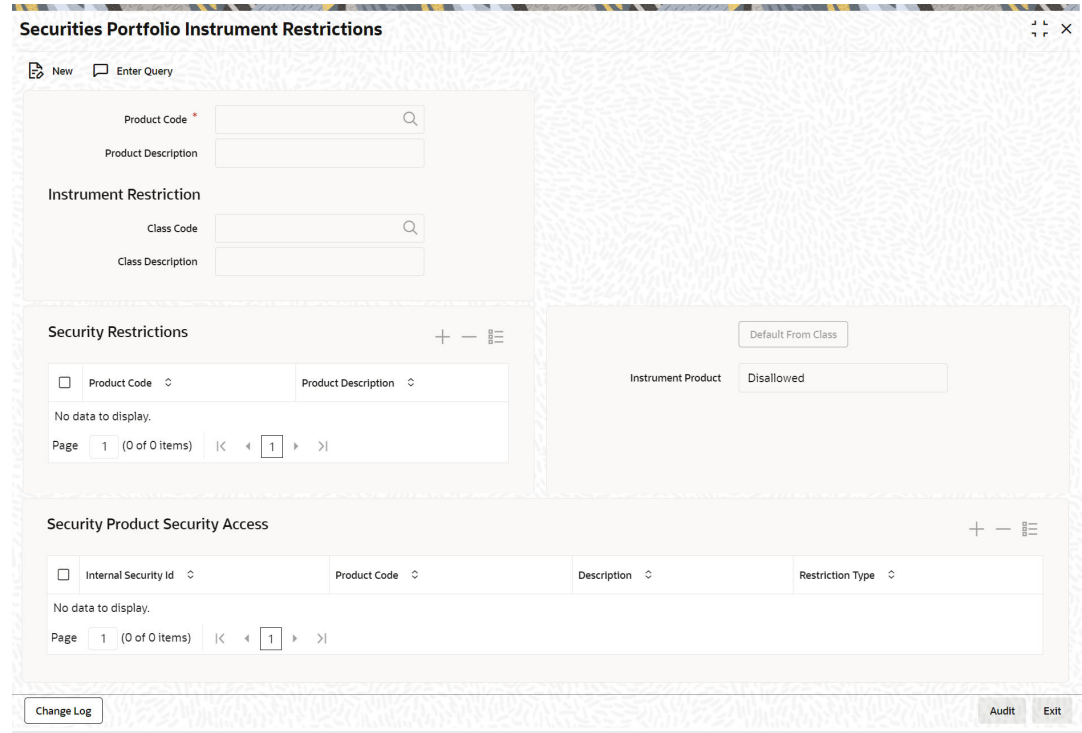 Securities Portfolio Instrument Restrictions
New Enter Query
Product Code *
Product Description
Instrument Restriction
Class Code
Class Description
Security Restrictions
Default From Class
Instrument Product Disallowed
Product Code Product Description
No data to display.
Page 1 (0 of 0 items) 1
Security Product Security Access
Internal Security Id Product Code Description Restriction Type
No data to display.
Page 1 (0 of 0 items) 1
Change Log Audit Exit